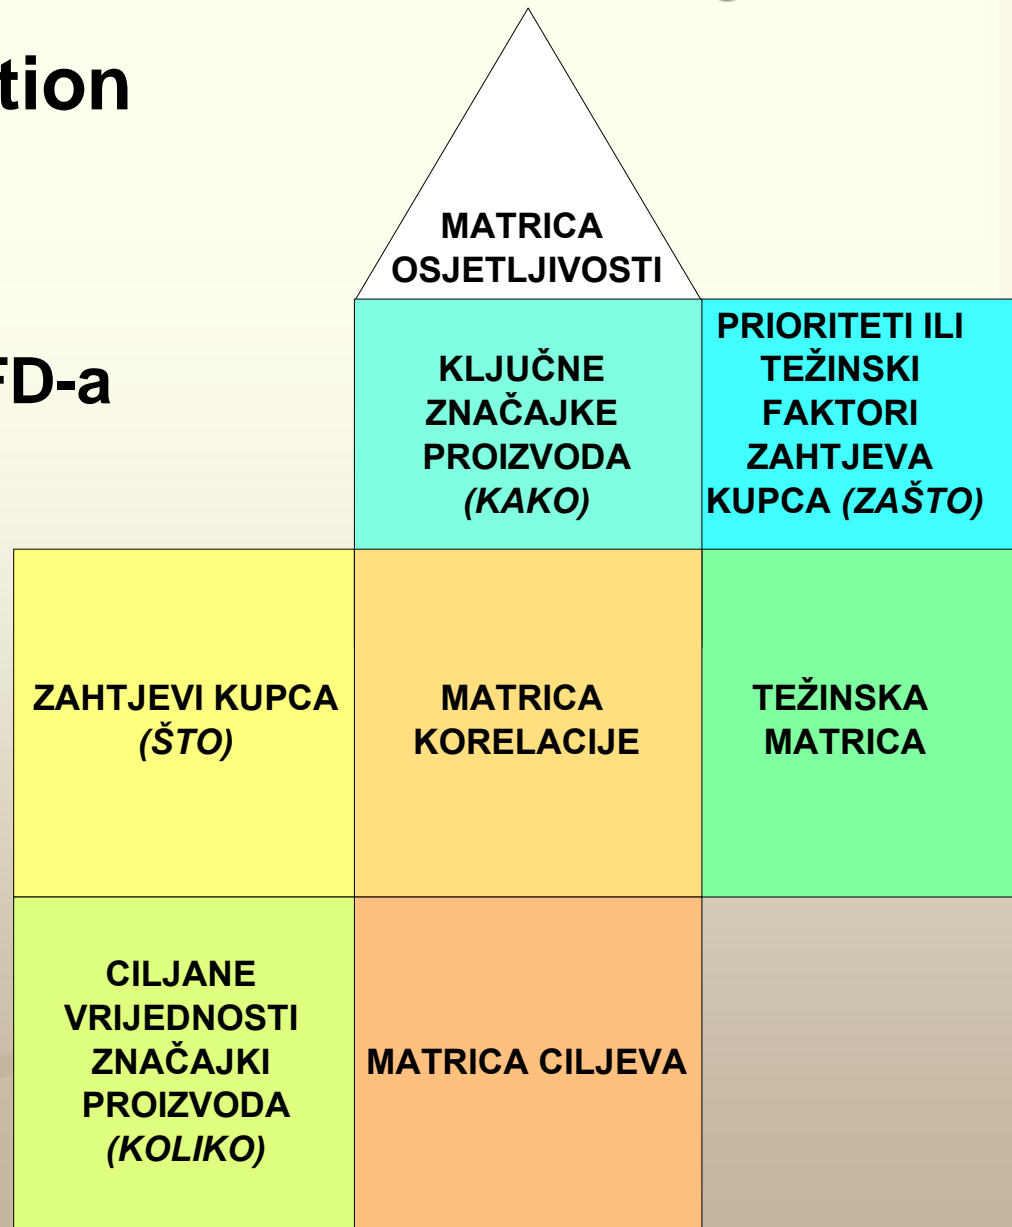 tion
MATRICA
OSJETLJIVOSTI
FD-a
KLJUČNE
ZNAČAJKE
PROIZVODA
(KAKO)
PRIORITETI ILI
TEŽINSKI
FAKTORI
ZAHTJEVA
KUPCA (ZAŠTO)
ZAHTJEVI KUPCA
(ŠTO)
MATRICA
KORELACIJE
TEŽINSKA
MATRICA
CILJANE
VRIJEDNOSTI
ZNAČAJKI
PROIZVODA
(KOLIKO)
MATRICA CILJEVA